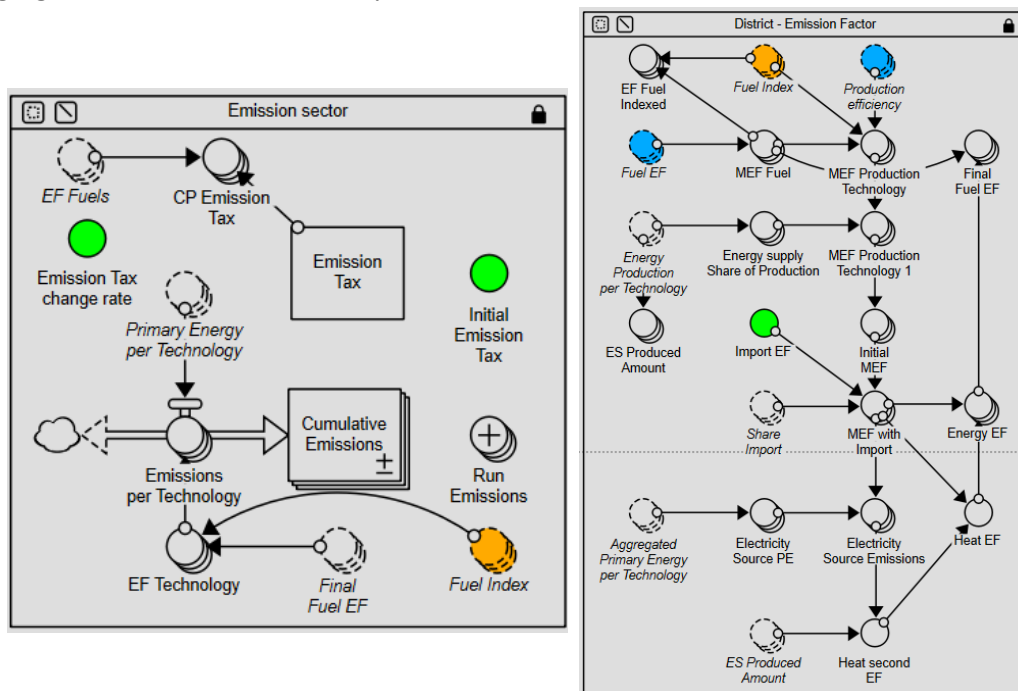 Emission sector
EF Fuels
CP Emission
Tax
Emission Tax
change rate
Emission
Tax
Initial
Emission
Tax
Primary Energy
per Technology
Cumulative
Emissions
Run
Emissions
Emissions
per Technology
EF Technology
Final
Fuel EF
Fuel Index
District - Emission Factor
EF Fuel
Indexed
Fuel Index
Production
efficiency
Fuel EF
MEF Fuel
MEF Production
Technology
Final
Fuel EF
Energy
Production
per Technology
Energy supply
Share of Production
MEF Production
Technology 1
ES Produced
Amount
Import EF
Initial
MEF
Share
Import
MEF with
Import
Energy EF
Aggregated
Primary Energy
per Technology
Electricity
Source PE
Electricity
Source Emissions
Heat EF
ES Produced
Amount
Heat second
EF